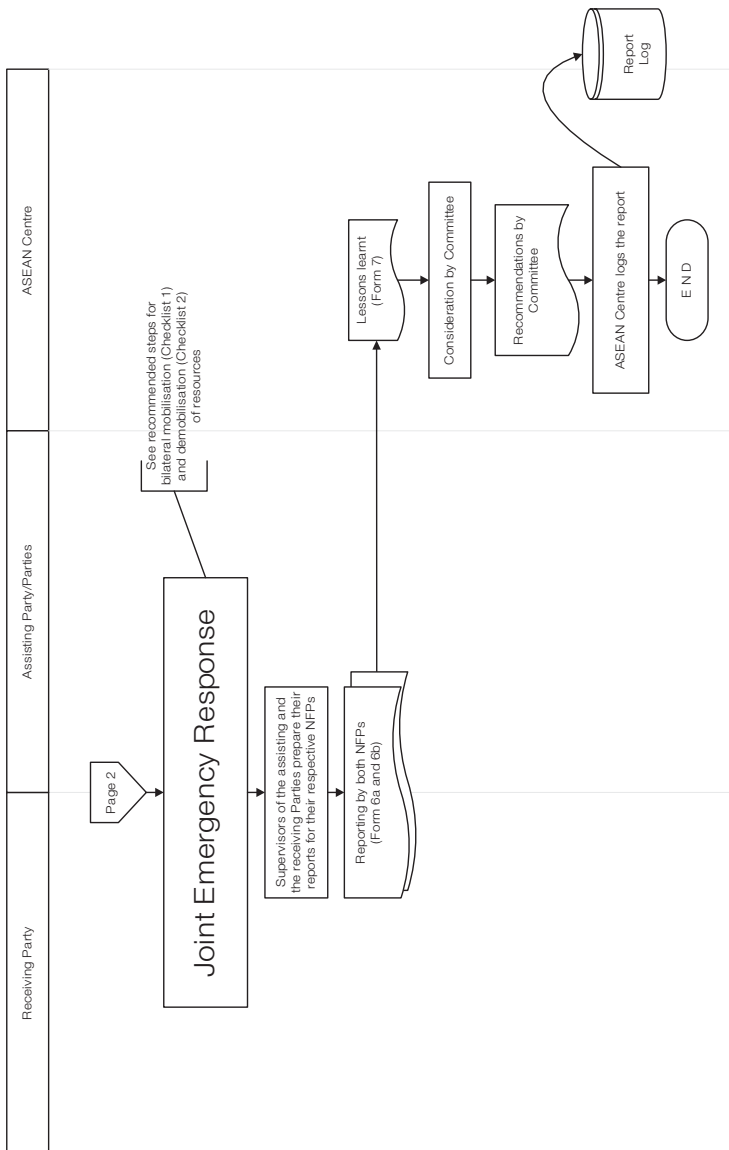 Receiving Party
Assisting Party/Parties
ASEAN Centre
Page 2
Joint Emergency Response
See recommended steps for
bilateral mobilisation (Checklist 1)
and demobilisation (Checklist 2)
of resources
Supervisors of the assisting and
the receiving Parties prepare their
reports for their respective NFPs
Reporting by both NFPs
(Form 6a and 6b)
Lessons learnt
(Form 7)
Consideration by Committee
Recommendations by
Committee
ASEAN Centre logs the report
Report
Log
E N D